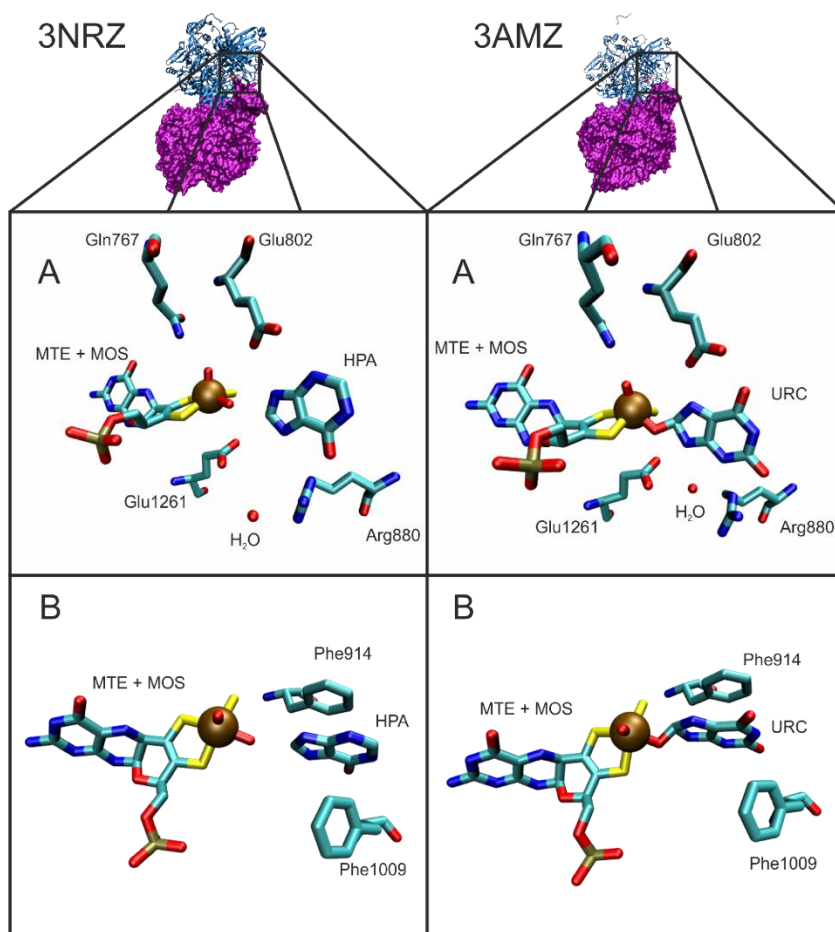 3NRZ
3AMZ
A
Gln767
Glu802
MTE + MOS
HPA
Glu1261
H₂O
Arg880
A
Gln767
Glu802
MTE + MOS
URC
Glu1261
H₂O
Arg880
B
Phe914
MTE + MOS
HPA
Phe1009
B
Phe914
MTE + MOS
URC
Phe1009